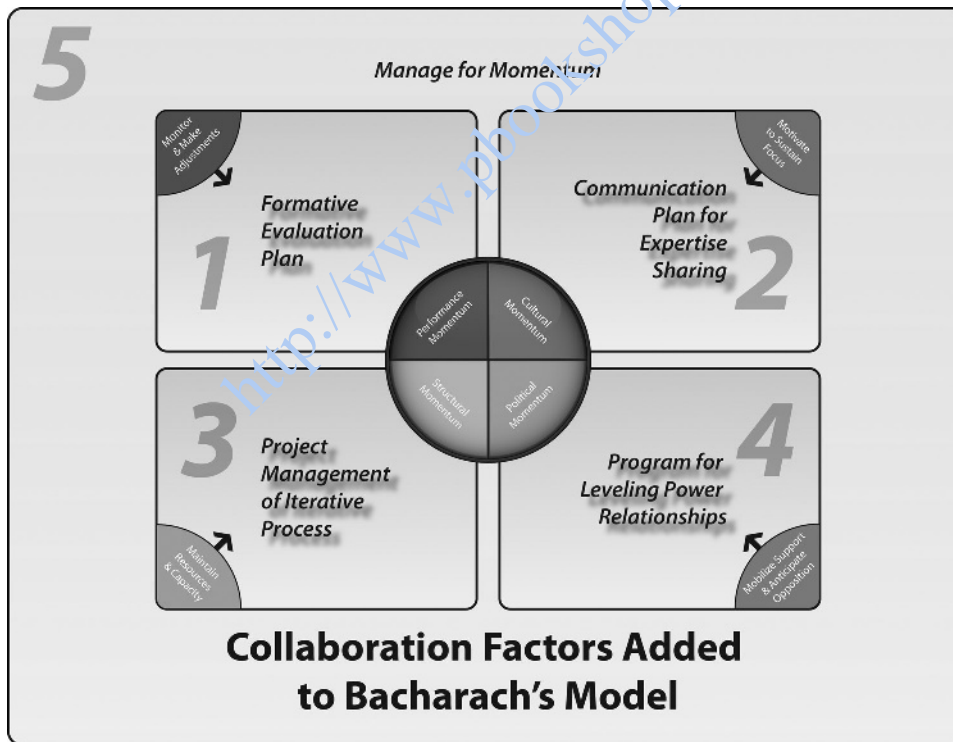 5
Manage for Momentum
Monitor
& Make
Adjustments
1
Formative
Evaluation
Plan
Motivate
to Sustain
Focus
Communication
Plan for
Expertise
Sharing
2
Performance
Momentum
Cultural
Momentum
Structural
Momentum
Political
Momentum
3
Project
Management
of Iterative
Process
Maintain
Resources
& Capacity
4
Program for
Leveling Power
Relationships
Mobilize Support
& Anticipate
Opposition
Collaboration Factors Added
to Bacharach's Model
http://www.pbookshop